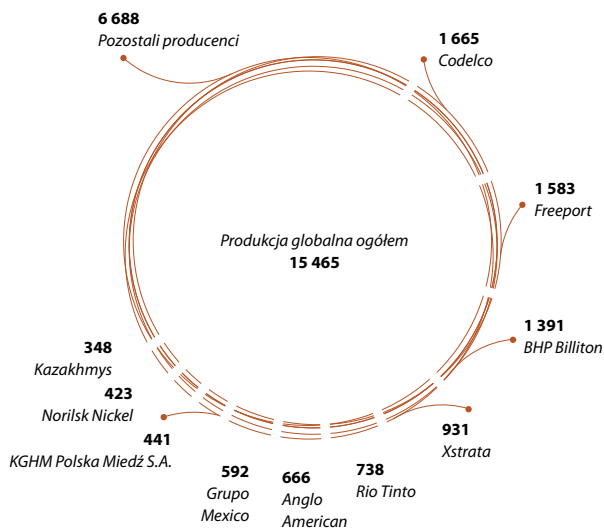 6 688
Pozostali producenci
1 665
Codelco
1 583
Freeport
Produkcja globalna ogółem
15 465
1 391
BHP Billiton
931
Xstrata
738
Rio Tinto
666
Anglo
American
592
Grupo
Mexico
441
KGHM Polska Miedź S.A.
423
Norilsk Nickel
348
Kazakhmys